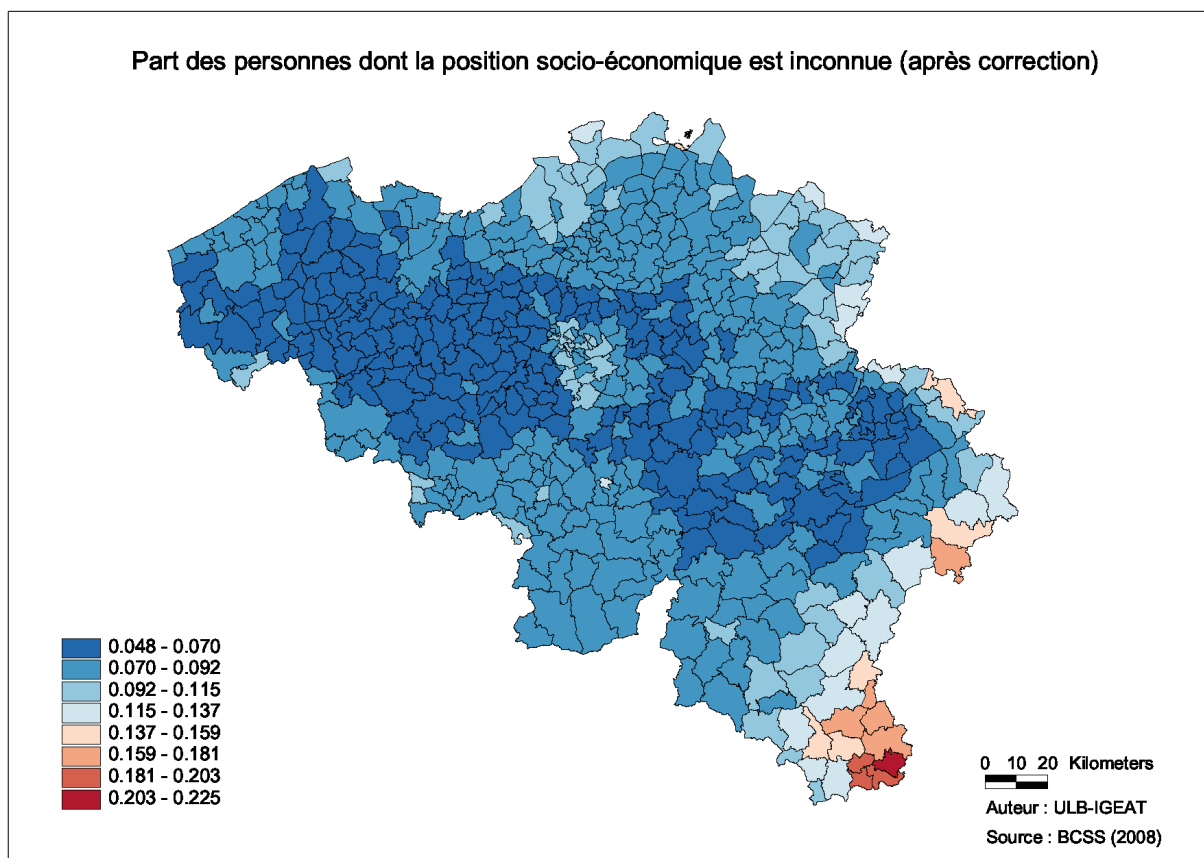 Part des personnes dont la position socio-économique est inconnue (après correction)
0.048 - 0.070
0.070 - 0.092
0.092 - 0.115
0.115 - 0.137
0.137 - 0.159
0.159 - 0.181
0.181 - 0.203
0.203 - 0.225
0 10 20 Kilometers
Auteur : ULB-IGEAT
Source : BCSS (2008)